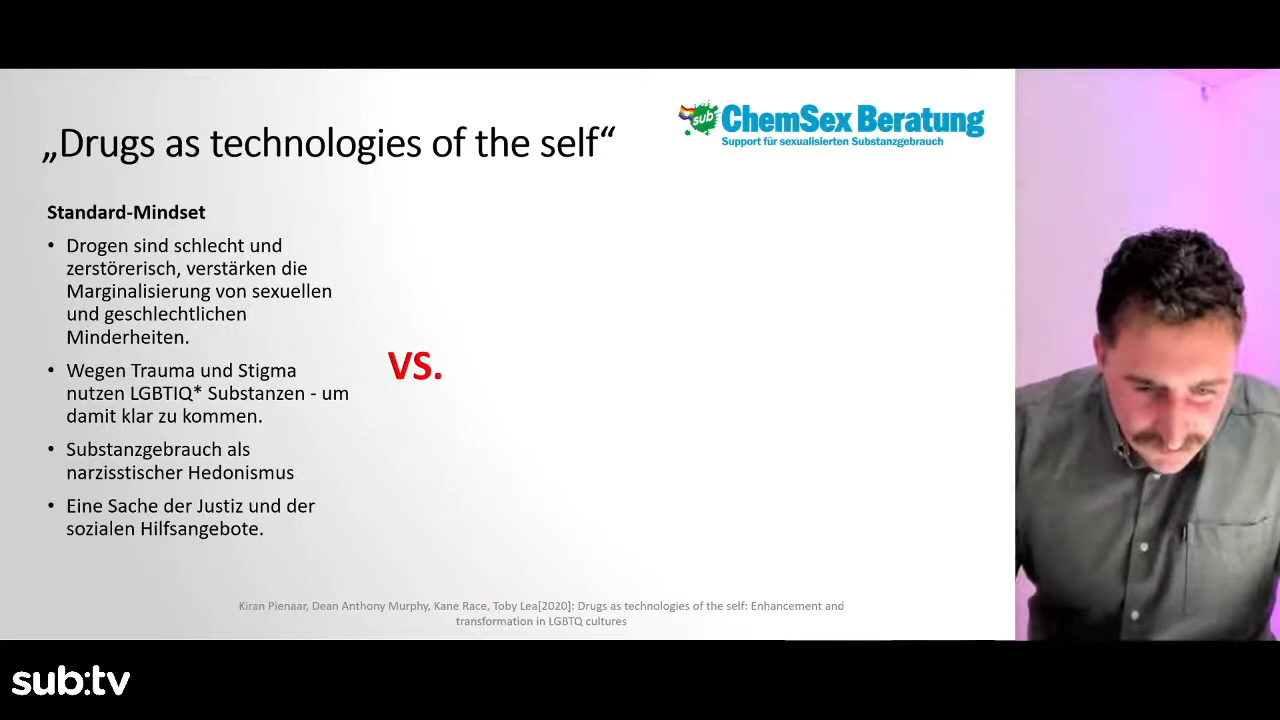 „Drugs as technologies of the self“
sub ChemSex Beratung
Support für sexualisierten Substanzgebrauch
Standard-Mindset
• Drogen sind schlecht und
zerstörerisch, verstärken die
Marginalisierung von sexuellen
und geschlechtlichen
Minderheiten.
• Wegen Trauma und Stigma
nutzen LGBTIQ* Substanzen - um
damit klar zu kommen.
• Substanzgebrauch als
narzisstischer Hedonismus
• Eine Sache der Justiz und der
sozialen Hilfsangebote.
VS.
Kiran Pienaar, Dean Anthony Murphy, Kane Race, Toby Lea[2020]: Drugs as technologies of the self: Enhancement and
transformation in LGBTQ cultures
sub:tv